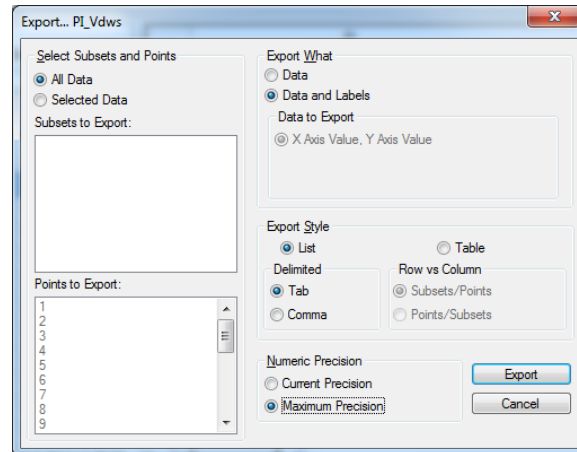 Export... PI_Vdws
Select Subsets and Points
All Data
Selected Data
Subsets to Export:
Points to Export:
1
2
3
4
5
6
7
8
9
Export What
Data
Data and Labels
Data to Export
X Axis Value, Y Axis Value
Export Style
List
Table
Delimited
Tab
Comma
Row vs Column
Subsets/Points
Points/Subsets
Numeric Precision
Current Precision
Maximum Precision
Export
Cancel